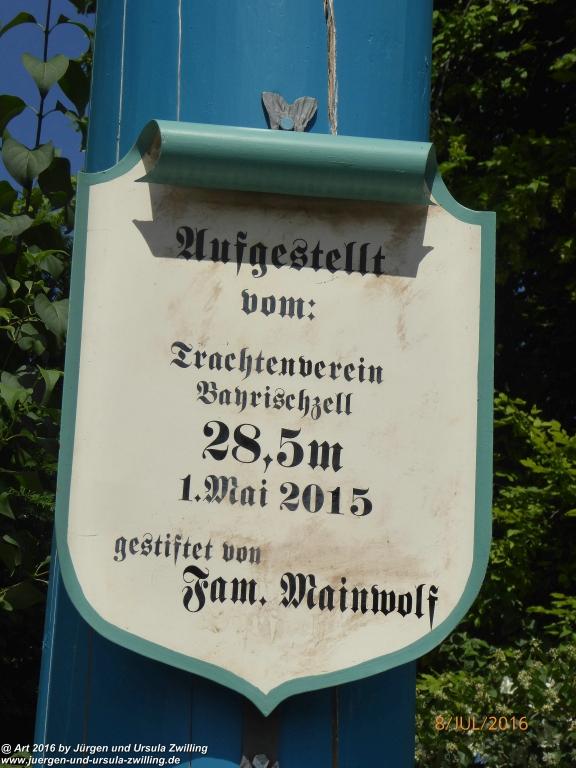 Aufgestellt
vom:
Trachtenverein
Bayrischzell
28,5m
1.Mai 2015
gestiftet von
Fam. Mainwolf
8/JUL/2016
@ Art 2016 by Jürgen und Ursula Zwilling
www.juergen-und-ursula-zwilling.de